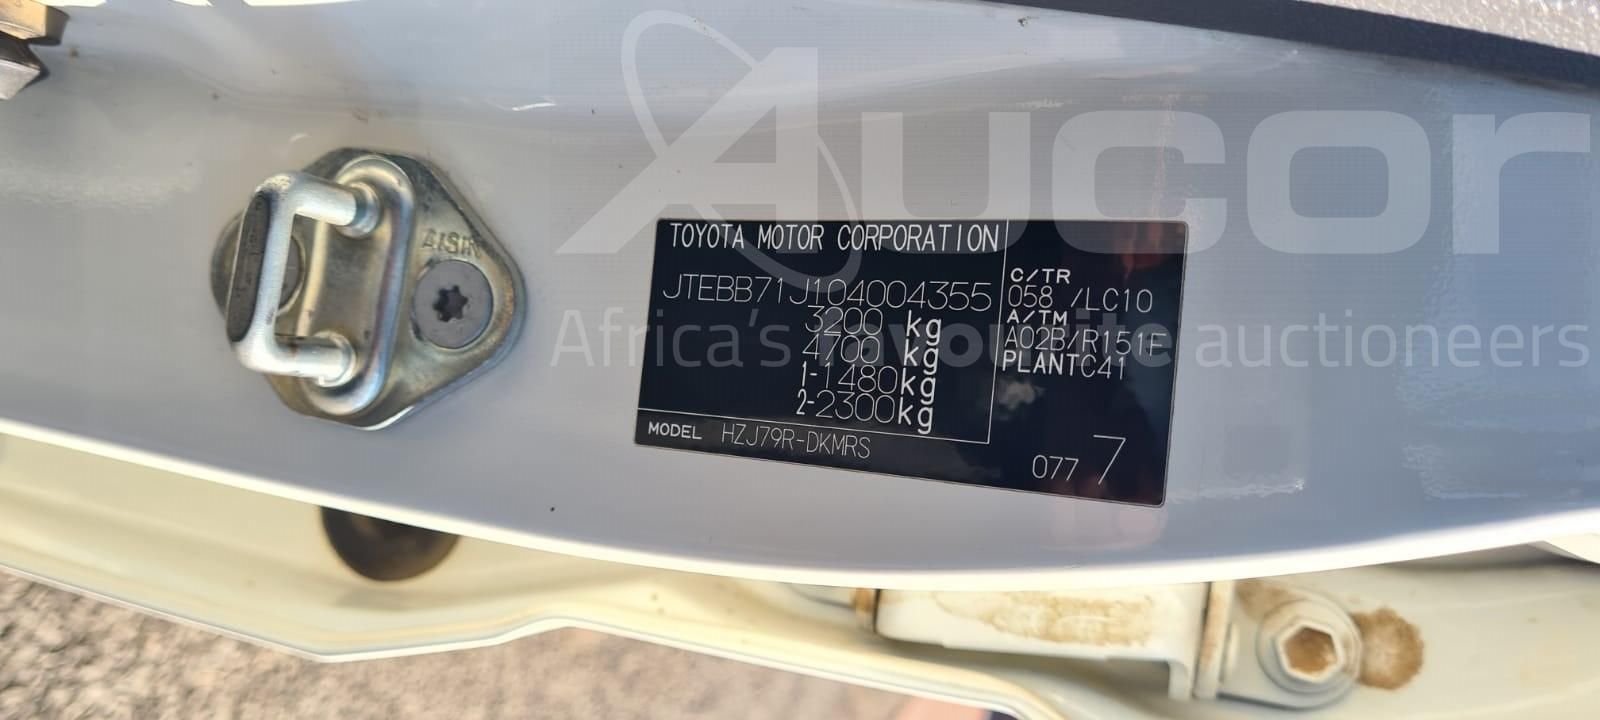 Aucor
Africa's favourite auctioneers
AISIN
TOYOTA MOTOR CORPORATION
JTEBB71J104004355
3200 kg
4700 kg
1-1480kg
2-2300kg
MODEL HZJ79R-DKMRS
C/TR
058 /LC10
A/TM
A02B/R151F
PLANTC41
077 7